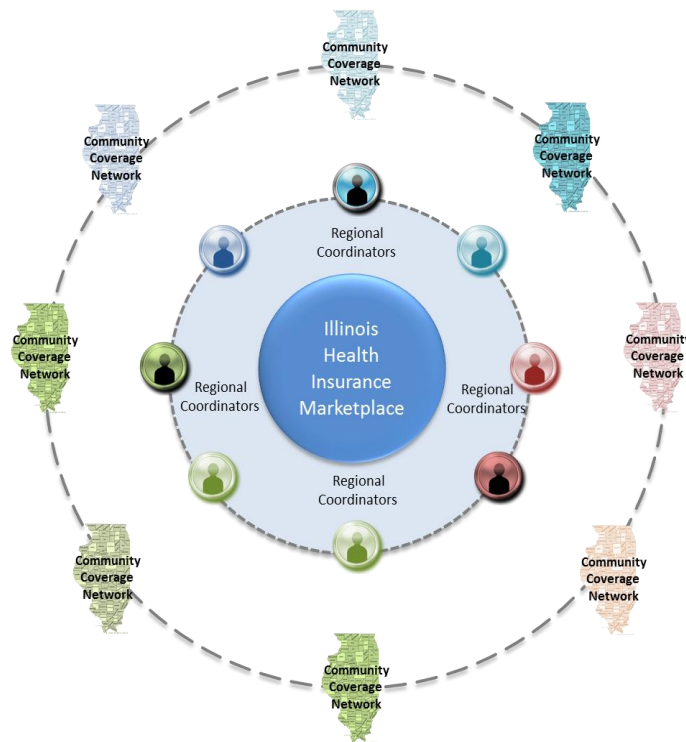 Community
Coverage
Network
Community
Coverage
Network
Community
Coverage
Network
Regional
Coordinators
Illinois
Health
Insurance
Marketplace
Community
Coverage
Network
Community
Coverage
Network
Regional
Coordinators
Regional
Coordinators
Regional
Coordinators
Community
Coverage
Network
Community
Coverage
Network
Community
Coverage
Network